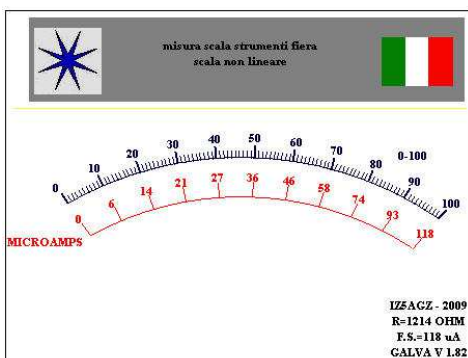 misura scala strumenti fiera
scala non lineare
0 10 20 30 40 50 60 70 80 90 100
0-100
0 6 14 21 27 36 46 58 74 93 118
MICROAMPS
IZ5AGZ - 2009
R=1214 OHM
F.S.=118 uA
GALVA V 1.82